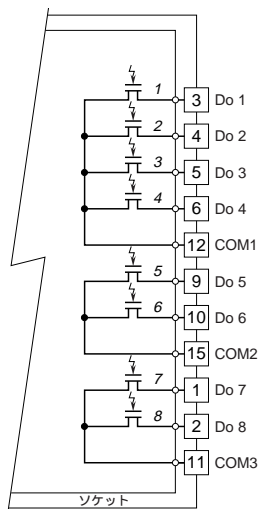 1 3 Do 1
2 4 Do 2
3 5 Do 3
4 6 Do 4
12 COM1
5 9 Do 5
6 10 Do 6
15 COM2
7 1 Do 7
8 2 Do 8
11 COM3
ソケット